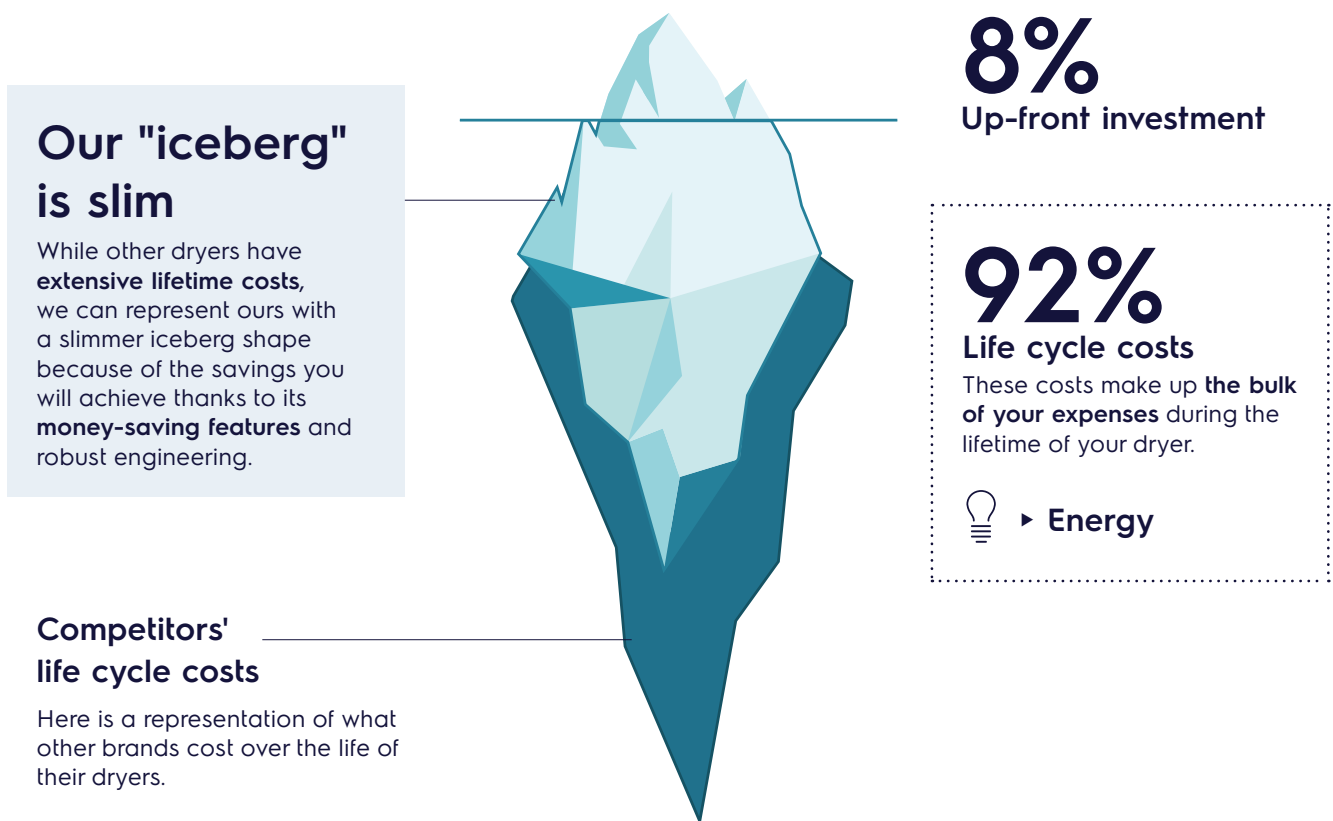 Our "iceberg"
is slim
While other dryers have
extensive lifetime costs,
we can represent ours with
a slimmer iceberg shape
because of the savings you
will achieve thanks to its
money-saving features and
robust engineering.
Competitors'
life cycle costs
Here is a representation of what
other brands cost over the life of
their dryers.
8%
Up-front investment
92%
Life cycle costs
These costs make up the bulk
of your expenses during the
lifetime of your dryer.
Energy